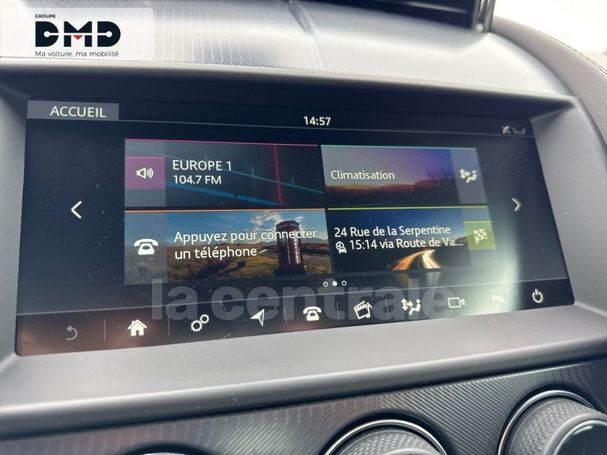 GROUPE
DMD
Ma voiture, ma mobilité
ACCUEIL
14:57
EUROPE 1
104.7 FM
Climatisation
Appuyez pour connecter
un téléphone
24 Rue de la Serpentine
15:14 via Route de Va...
la centrale